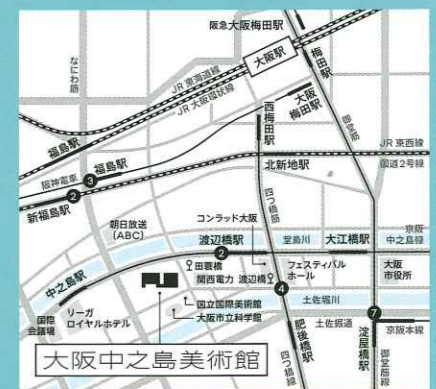 阪急大阪梅田駅
なにわ筋
大阪駅
梅田駅
JR東海道線
JR大阪環状線
大阪梅田駅
御堂筋
西梅田駅
福島駅
福島駅
阪神電車
3
2
新福島駅
北新地駅
JR東西線
国道2号線
四つ橋筋
朝日放送
(ABC)
コンラッド大阪
渡辺橋駅
堂島川
大江橋駅
京阪
中之島線
2
田蓑橋
関西電力
渡辺橋
フェスティバル
ホール
大阪
市役所
中之島駅
4
国立国際美術館
大阪市立科学館
土佐堀川
国際
会議場
リーガ
ロイヤルホテル
7
肥後橋駅
土佐堀通
淀屋橋駅
京阪本線
大阪中之島美術館
四つ橋線
御堂筋線